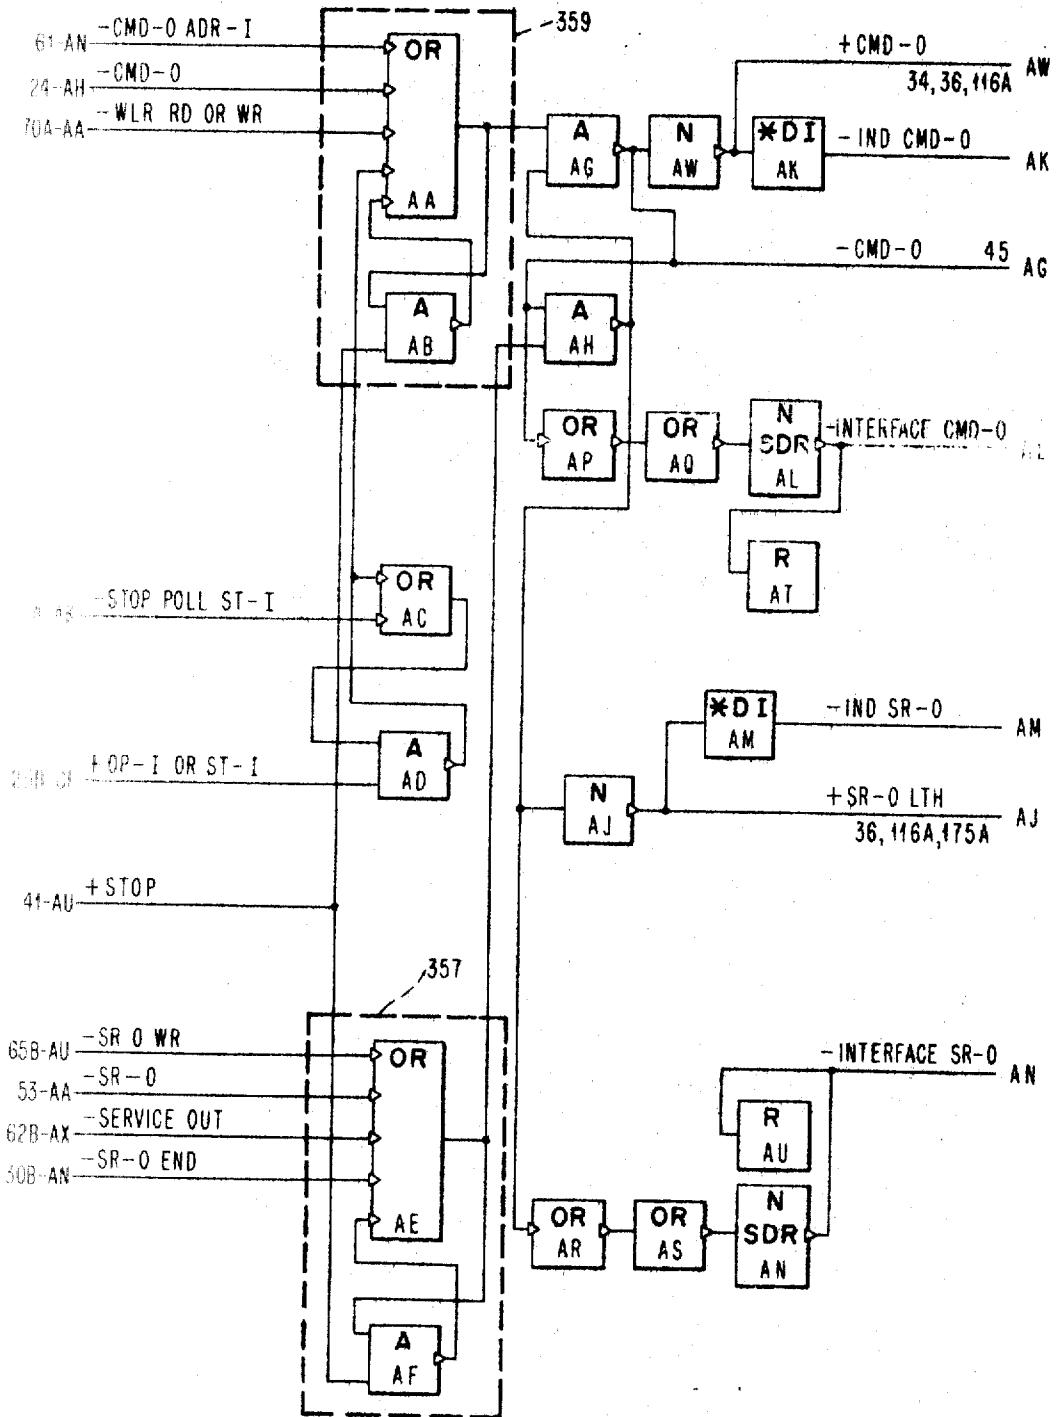 359
61-AN -CMD-0 ADR-I
24-AH -CMD-0
70A-AA -WLR RD OR WR
OR
AA
A
AB
A
AG
N
AW
*DI
AK
+CMD-0 AW
34, 36, 116A
-IND CMD-0 AK
-CMD-0 45 AG
A
AH
OR
AP
OR
AQ
N
SDR
AL
-INTERFACE CMD-0
R
AT
-STOP POLL ST-I
OR
AC
+OP-I OR ST-I
A
AD
*DI
AM
-IND SR-0 AM
N
AJ
+SR-0 LTH AJ
36, 116A, 175A
41-AU +STOP
357
65B-AU -SR 0 WR
53-AA -SR-0
62B-AX -SERVICE OUT
30B-AN -SR-0 END
OR
AE
A
AF
-INTERFACE SR-0 AN
R
AU
OR
AR
OR
AS
N
SDR
AN